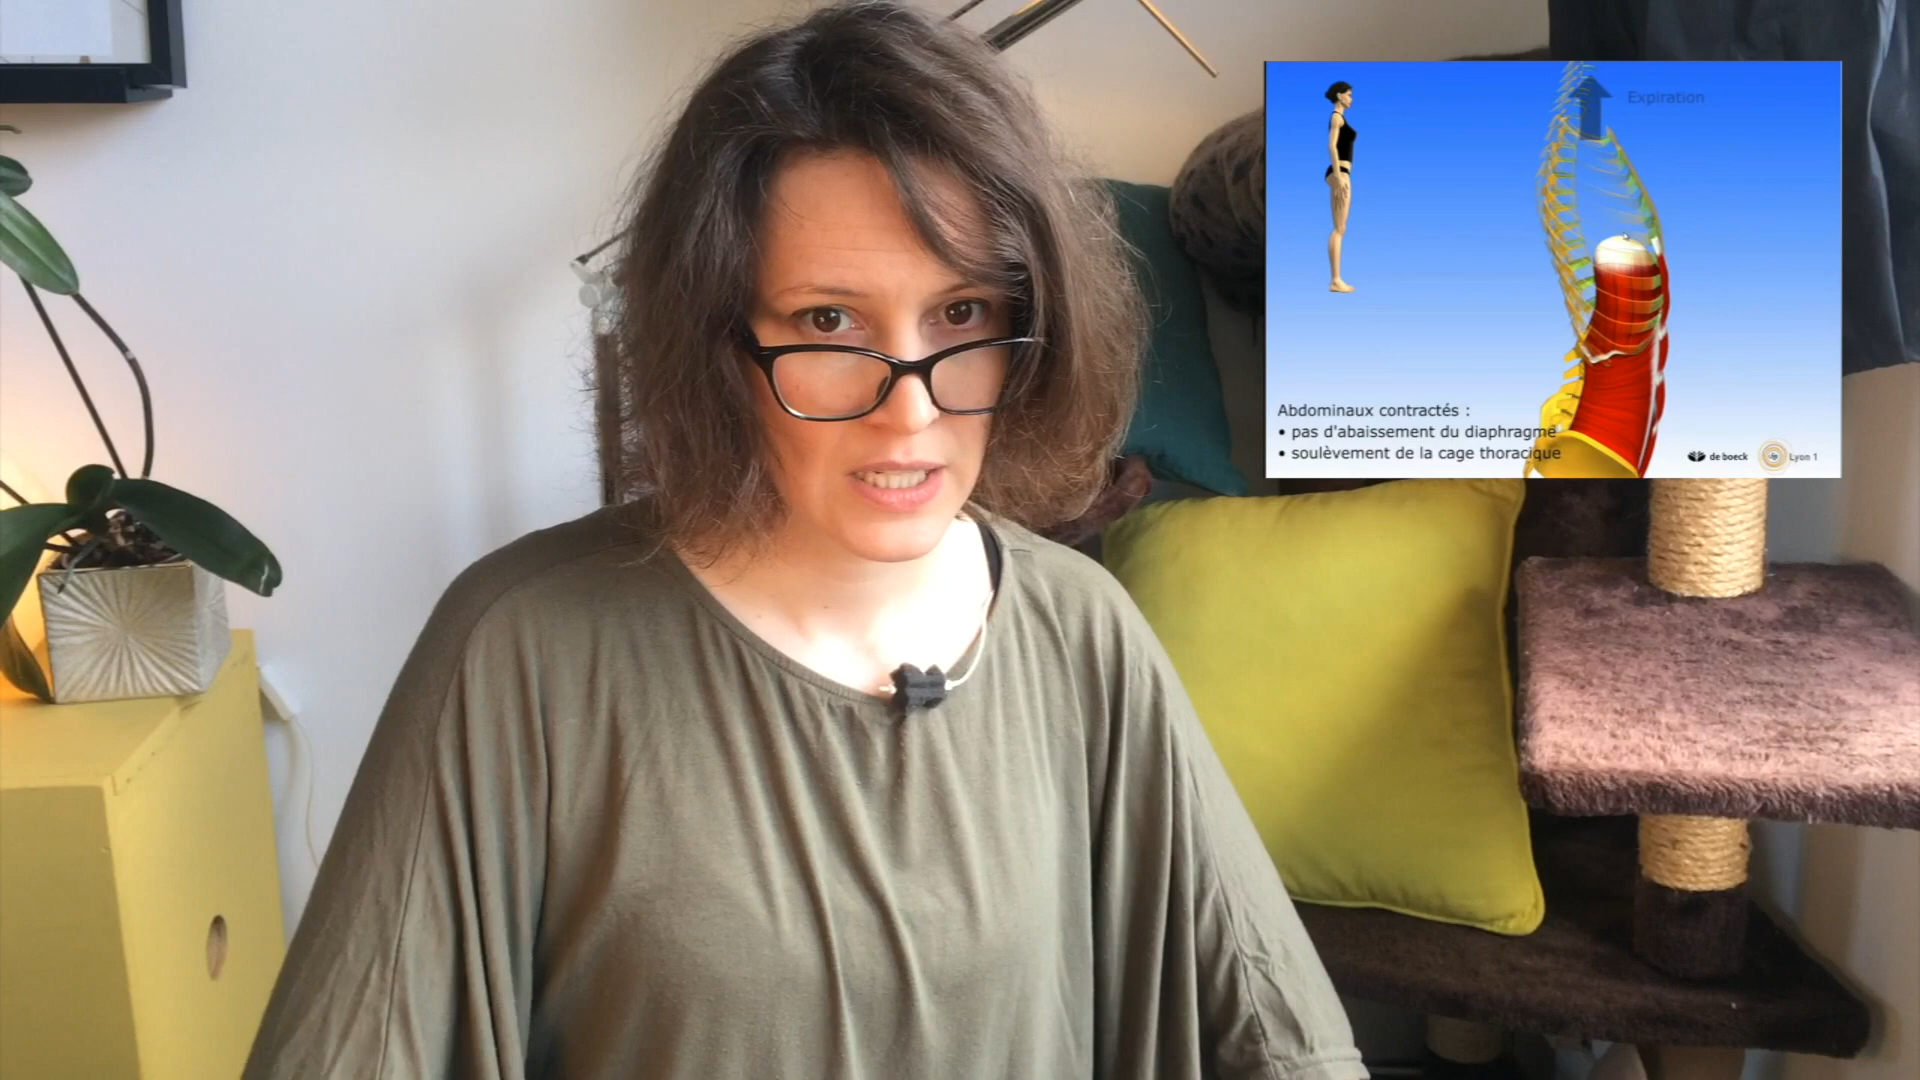 Expiration
Abdominaux contractés :
• pas d'abaissement du diaphragme
• soulèvement de la cage thoracique
de boeck
Lyon 1